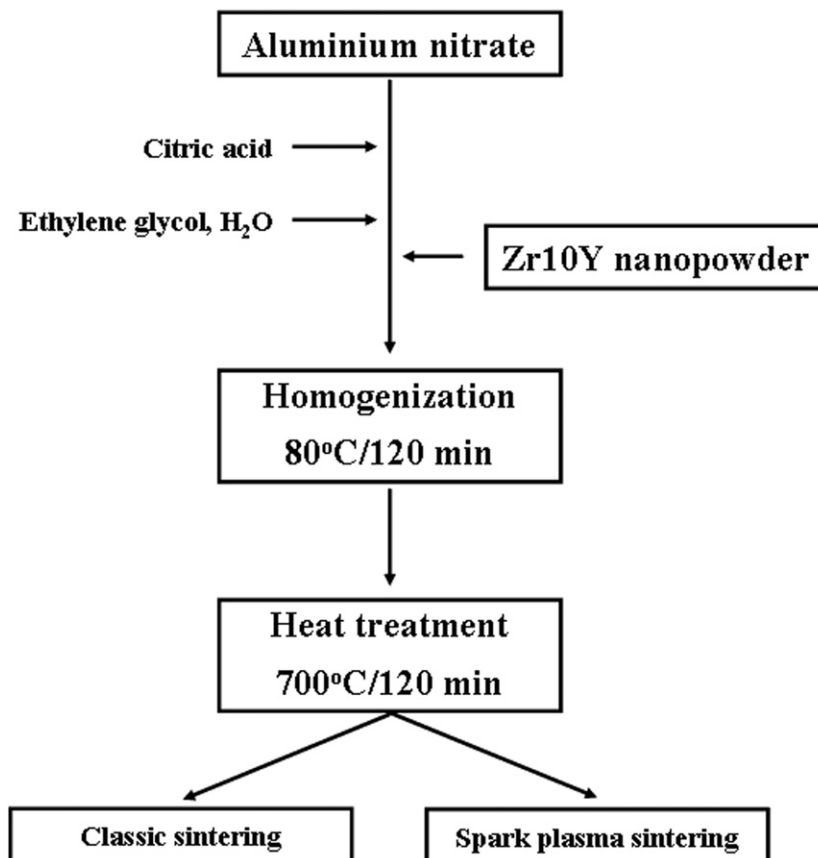 Aluminium nitrate
Citric acid
Ethylene glycol, H₂O
Zr10Y nanopowder
Homogenization
80°C/120 min
Heat treatment
700°C/120 min
Classic sintering
Spark plasma sintering